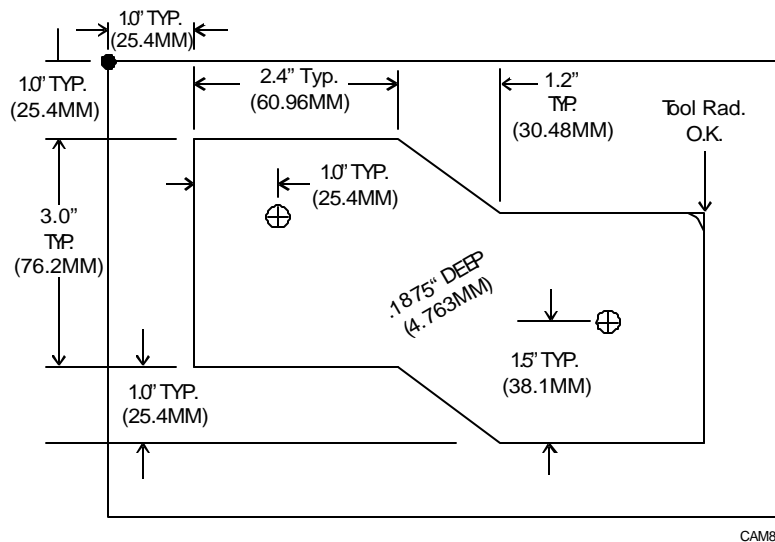 1.0" TYP.
(25.4MM)
1.0" TYP.
(25.4MM)
2.4" Typ.
(60.96MM)
1.2"
TYP.
(30.48MM)
Tool Rad.
O.K.
1.0" TYP.
(25.4MM)
3.0"
TYP.
(76.2MM)
.1875" DEEP
(4.763MM)
1.5" TYP.
(38.1MM)
1.0" TYP.
(25.4MM)
CAM8